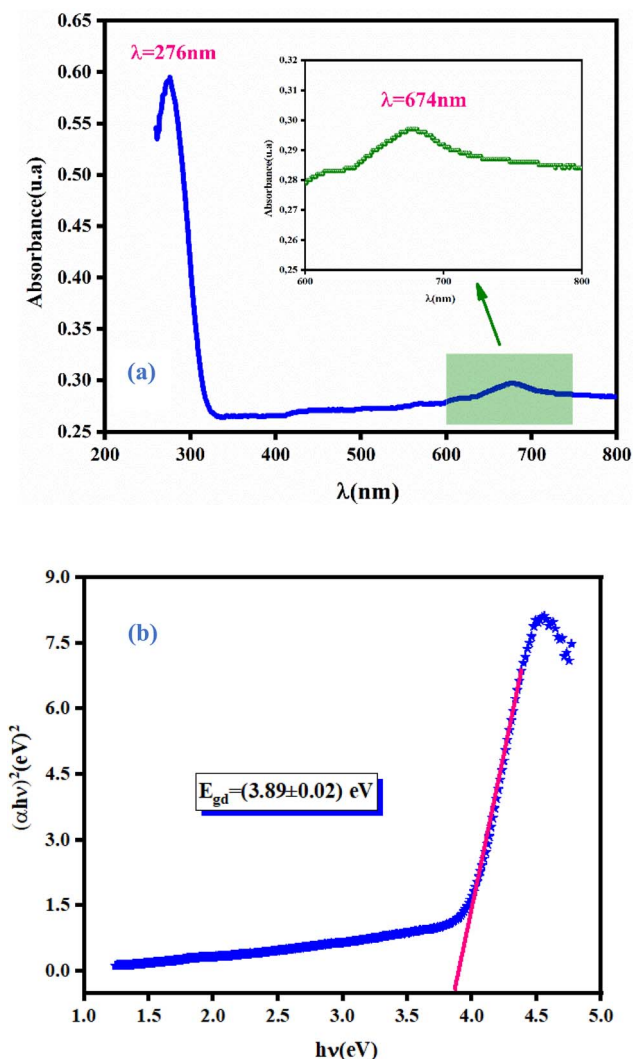 λ=276nm
λ=674nm
Absorbance(u.a)
0.65
0.60
0.55
0.50
0.45
0.40
0.35
0.30
0.25
200 300 400 500 600 700 800
λ(nm)
(a)
Absorbance(u.a)
0,32
0,31
0,30
0,29
0,28
0,27
0,26
0,25
600 700 800
λ(nm)
(b)
(αhν)²(eV)²
9.0
7.5
6.0
4.5
3.0
1.5
0.0
E_gd=(3.89±0.02) eV
1.0 1.5 2.0 2.5 3.0 3.5 4.0 4.5 5.0
hν(eV)